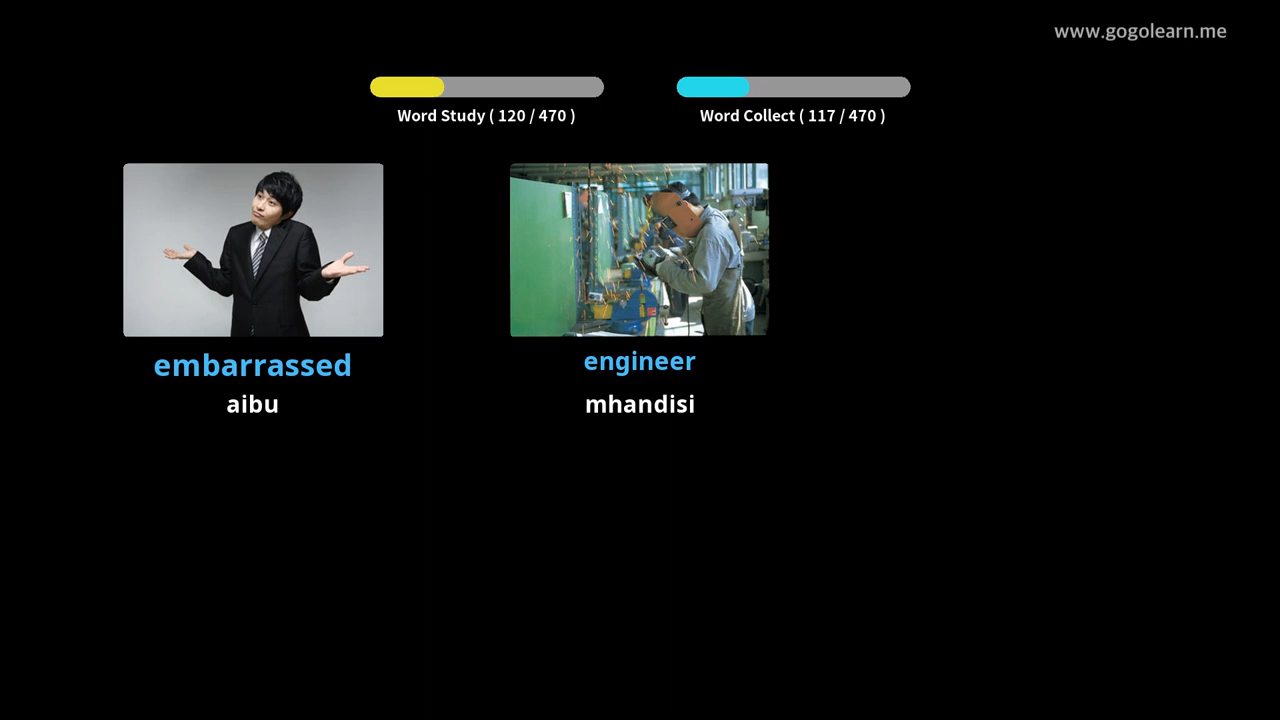 www.gogolearn.me
Word Study ( 120 / 470 )
Word Collect ( 117 / 470 )
embarrassed
aibu
engineer
mhandisi